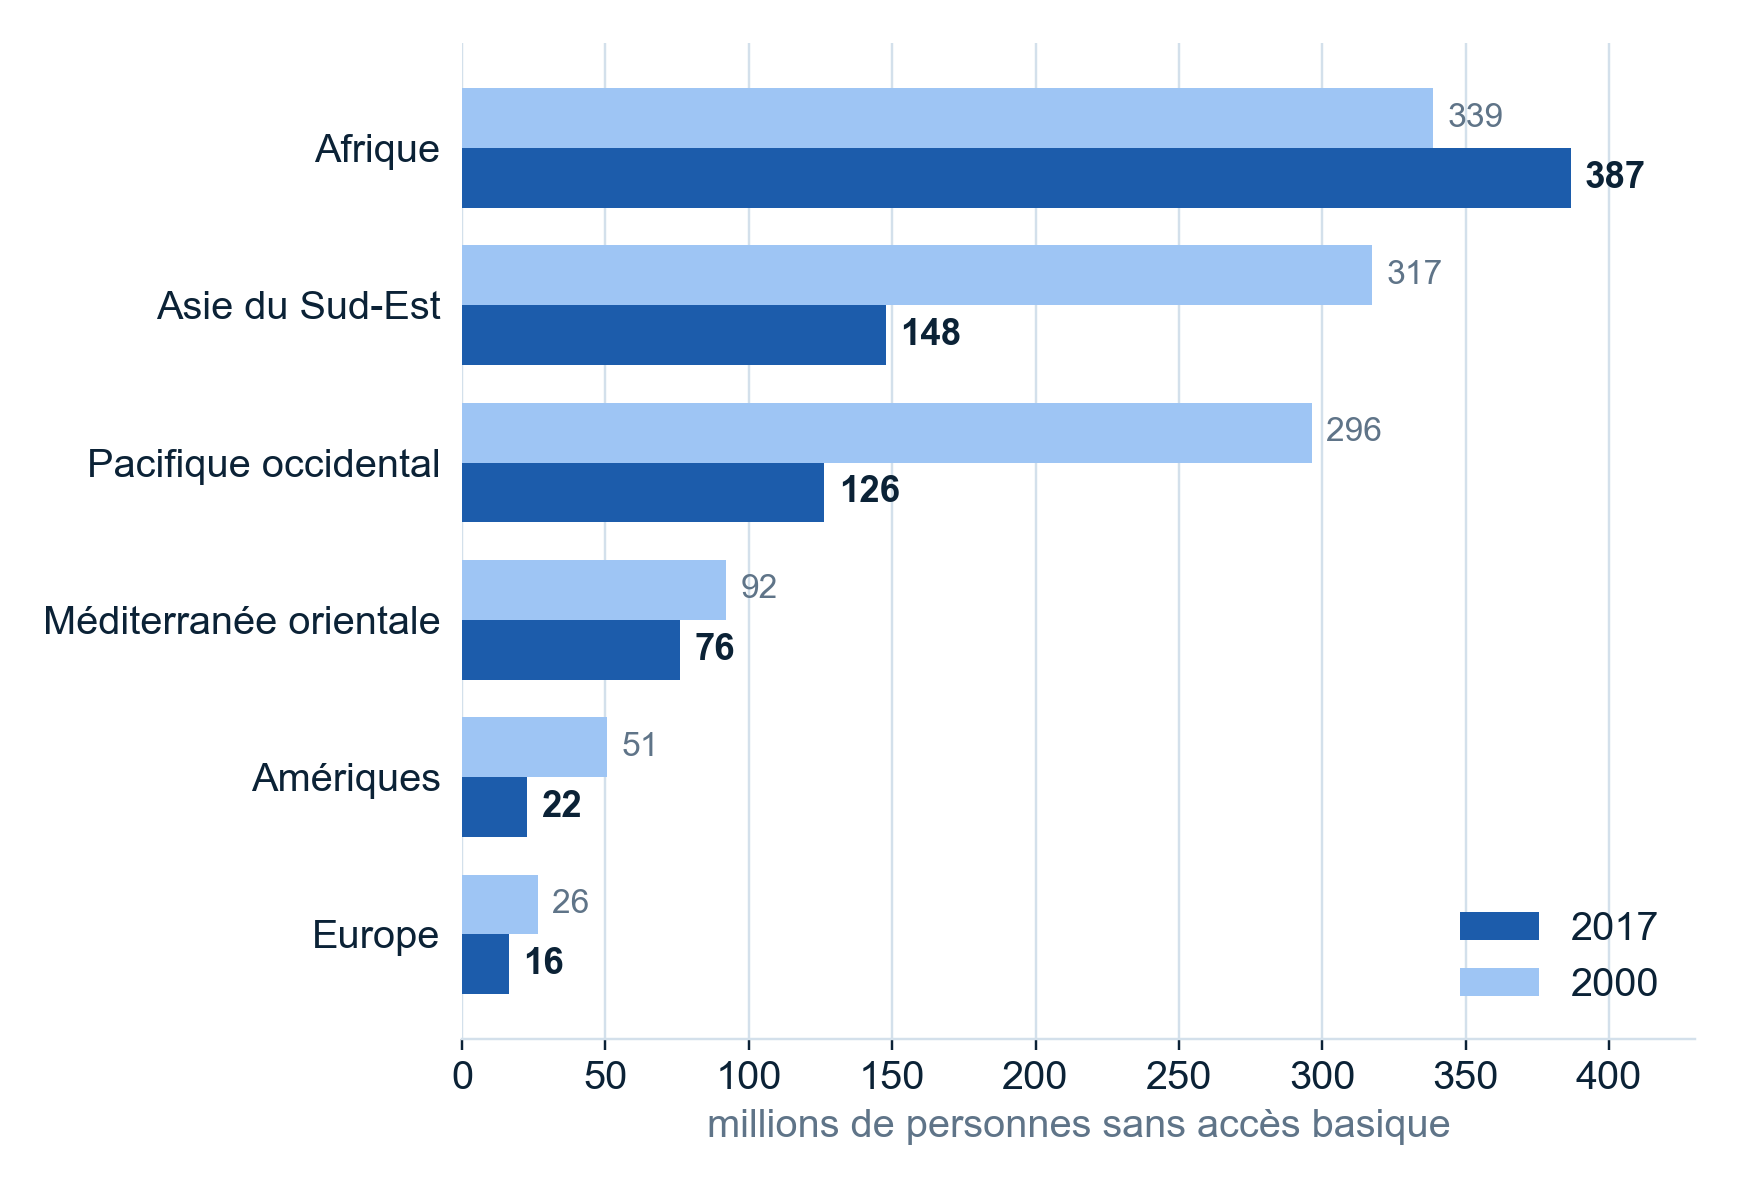 339
Afrique
387
317
Asie du Sud-Est
148
296
Pacifique occidental
126
92
Méditerranée orientale
76
51
Amériques
22
26
Europe
16
2017
2000
0 50 100 150 200 250 300 350 400
millions de personnes sans accès basique